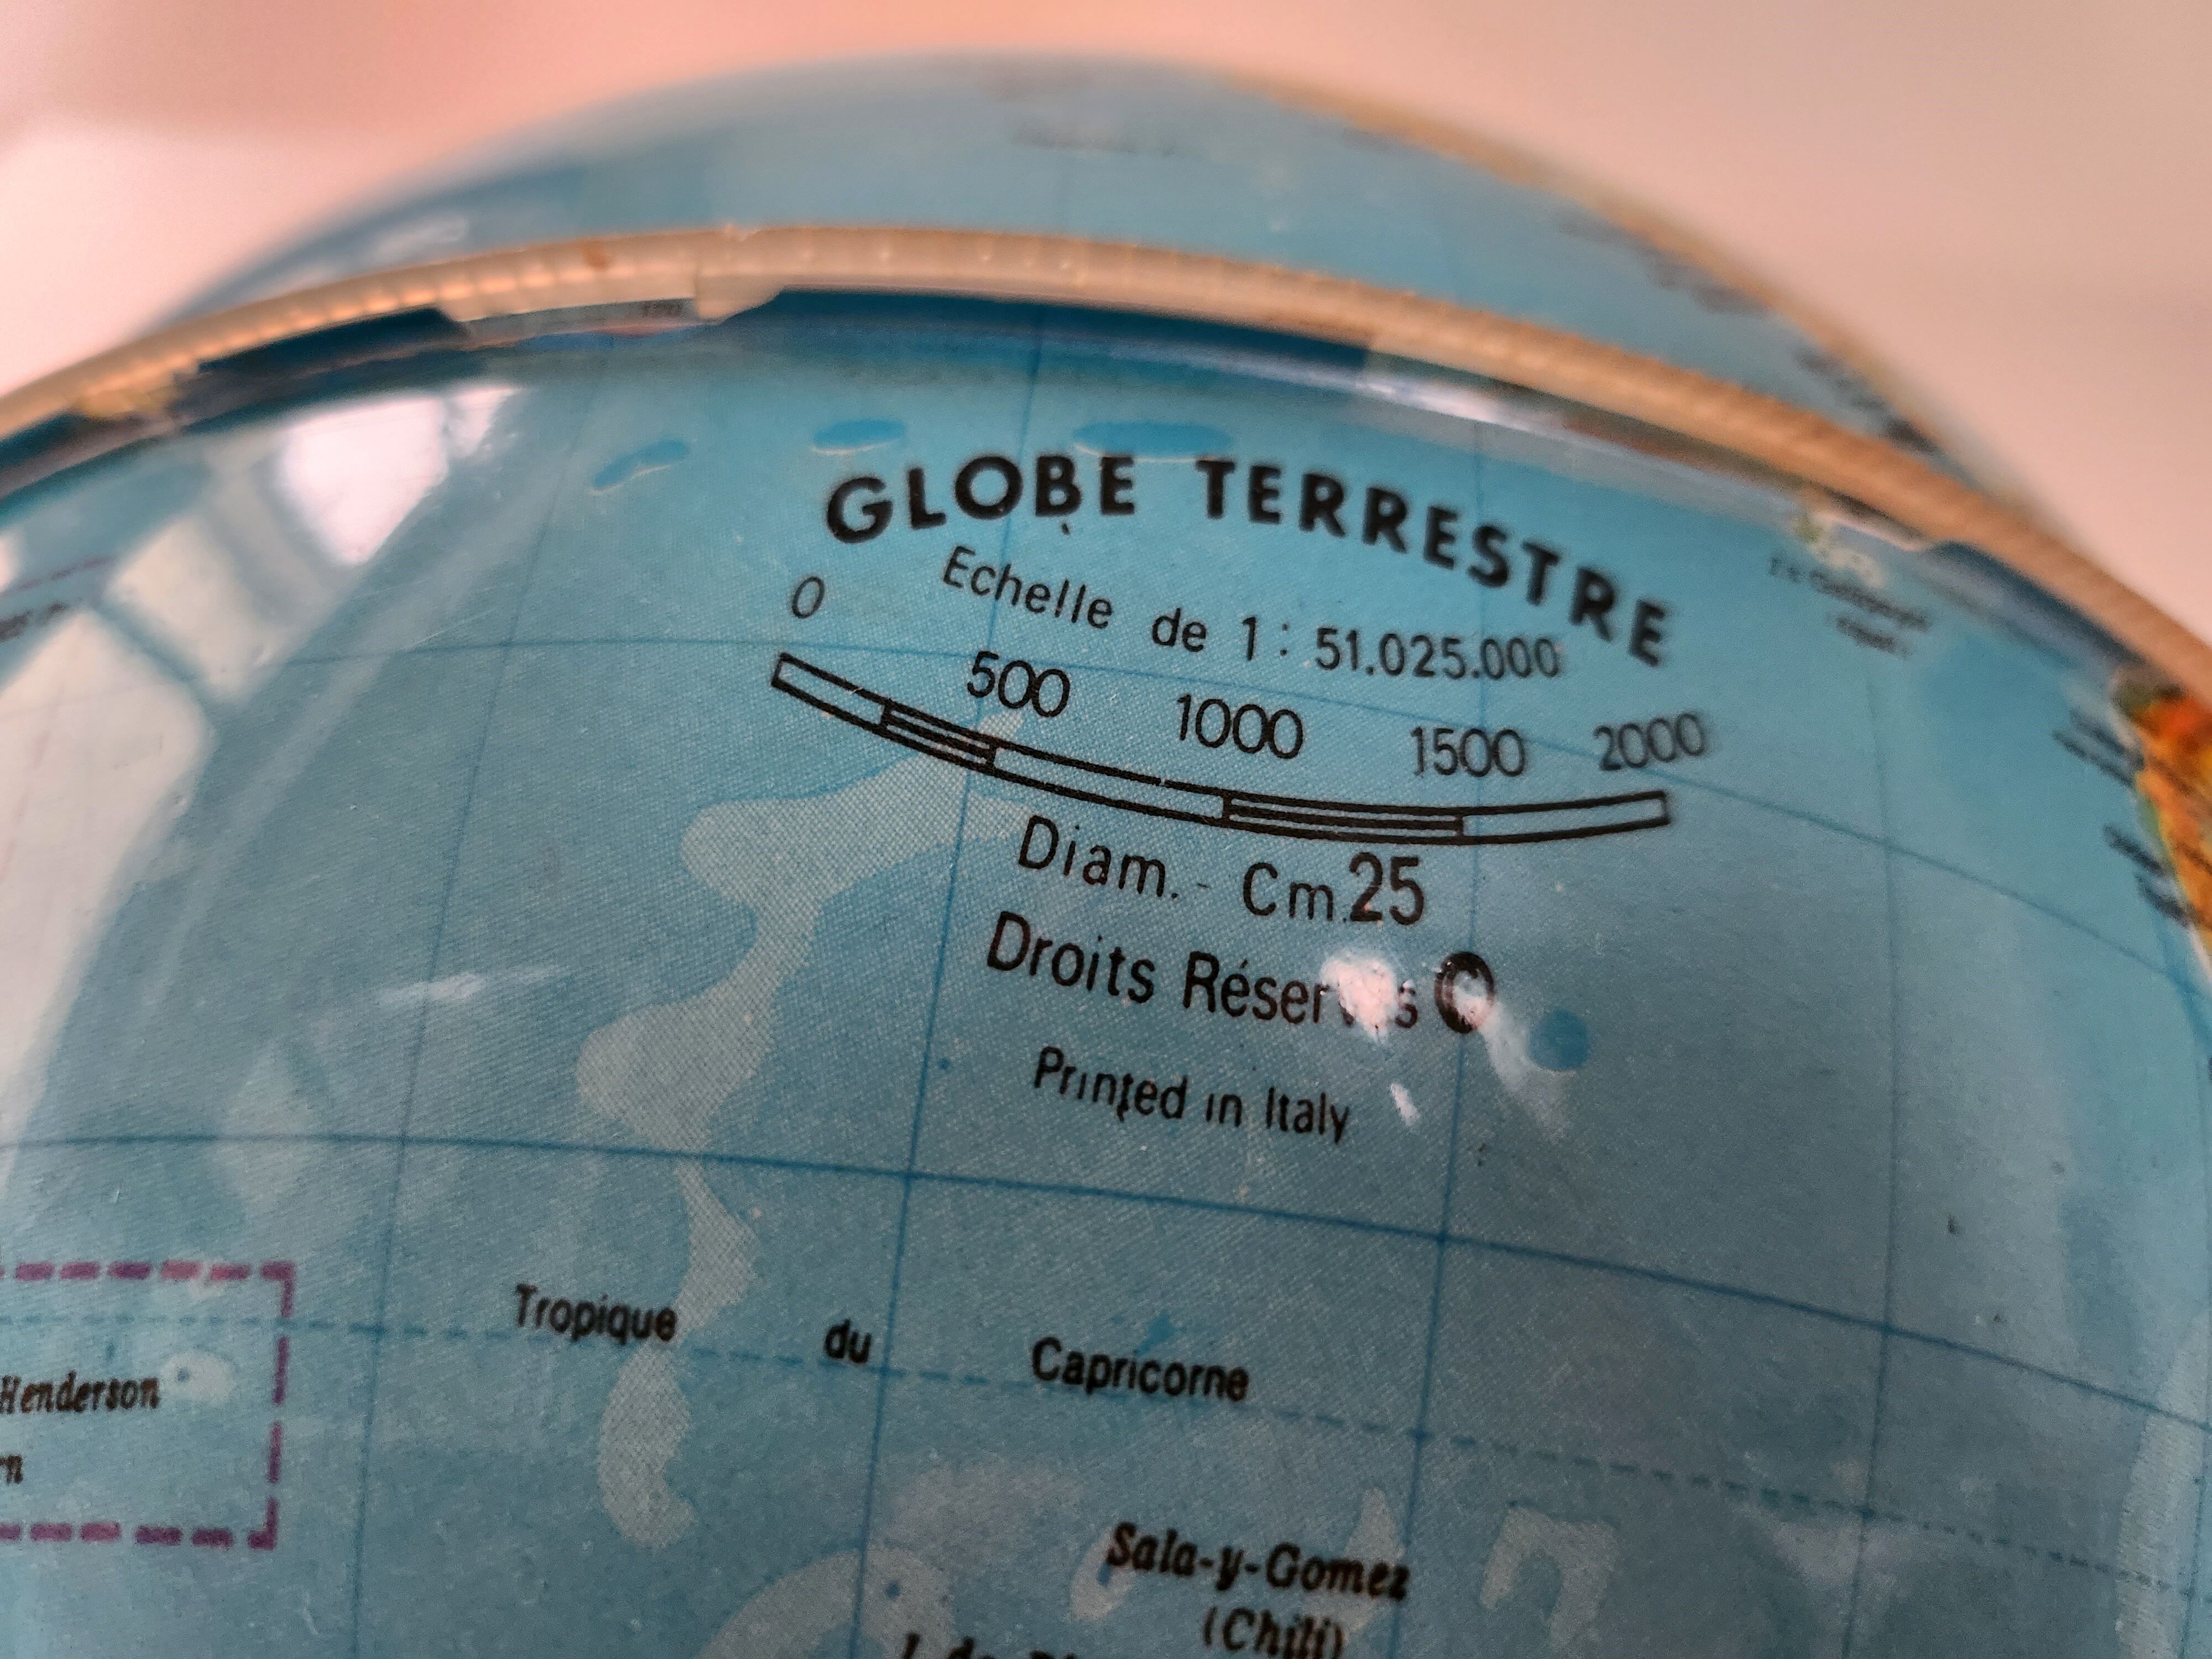 GLOBE TERRESTRE
Echelle de 1 : 51.025.000
0 500 1000 1500 2000
Diam. - Cm.25
Droits Réservés ©
Printed in Italy
Tropique du Capricorne
Henderson
Sala-y-Gomez
(Chili)